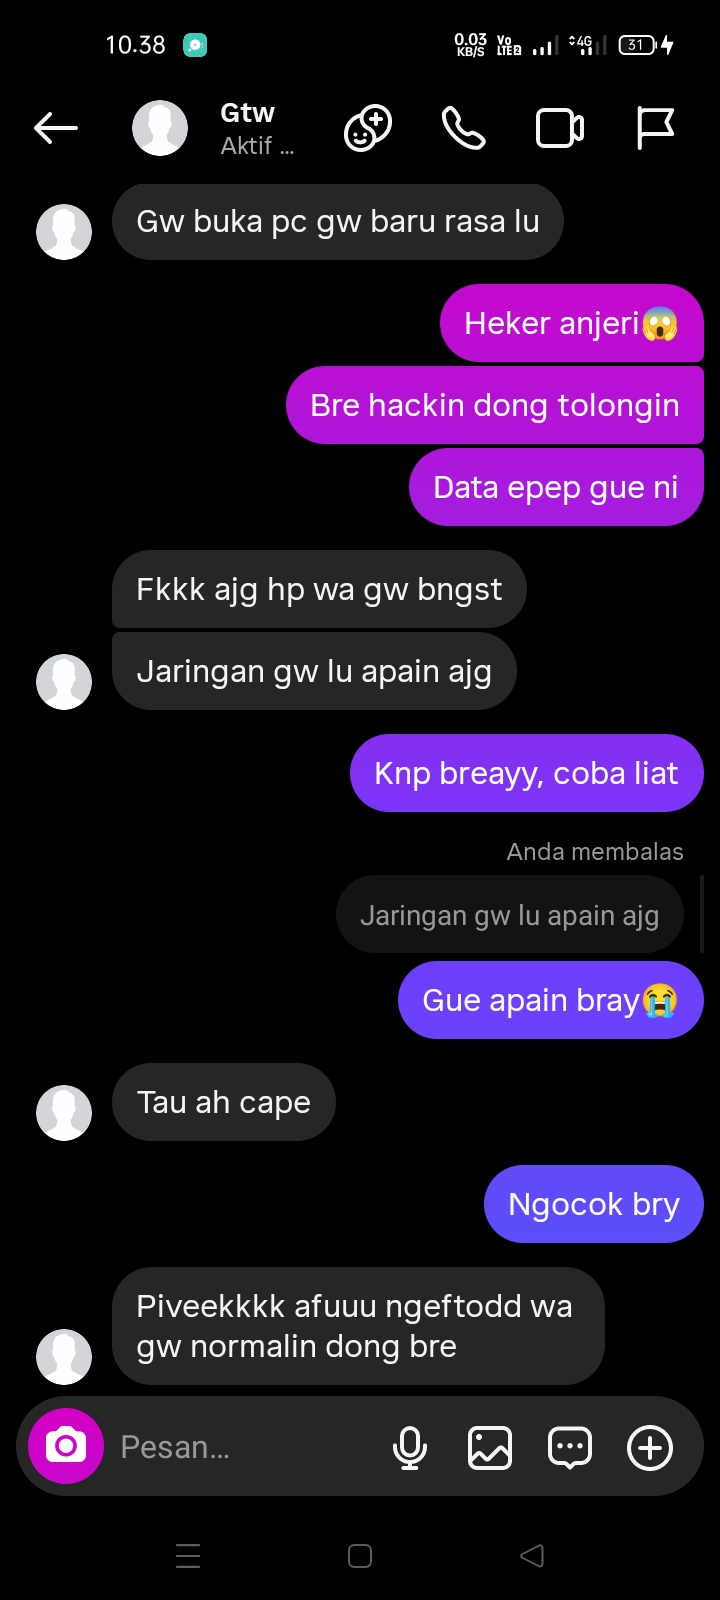 10.38
0.03
KB/S
Vo
LTE2
4G
31
Gtw
Aktif ...
Gw buka pc gw baru rasa lu
Heker anjeri😱
Bre hackin dong tolongin
Data epep gue ni
Fkkk ajg hp wa gw bngst
Jaringan gw lu apain ajg
Knp breayy, coba liat
Anda membalas
Jaringan gw lu apain ajg
Gue apain bray😭
Tau ah cape
Ngocok bry
Piveekkkk afuuu ngeftodd wa
gw normalin dong bre
Pesan...